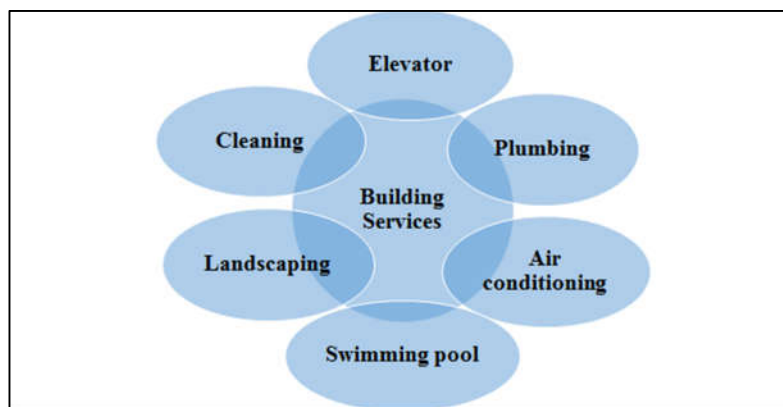 Elevator
Cleaning
Plumbing
Building
Services
Landscaping
Air
conditioning
Swimming pool